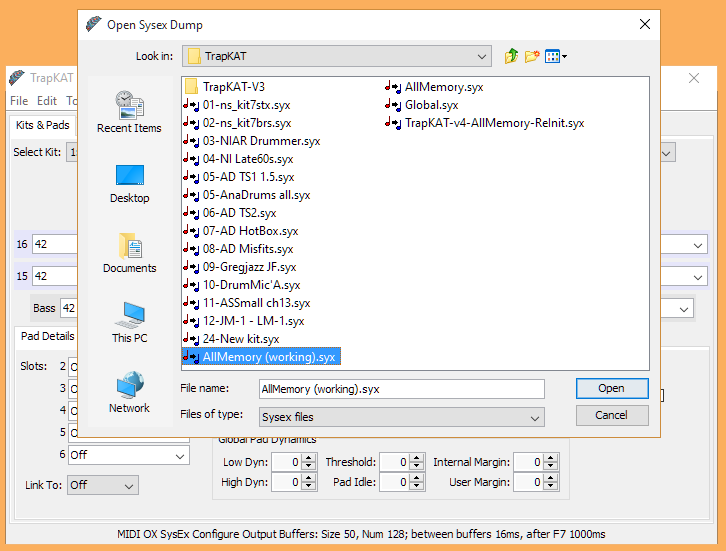 Open Sysex Dump
Look in:
TrapKAT
TrapKAT
File Edit To
Kits & Pads
Select Kit:
16 42
15 42
Bass 42
Pad Details
Slots: 2
3
4
5
6 Off
Link To: Off
Recent Items
Desktop
Documents
This PC
Network
TrapKAT-V3
01-ns_kit7stx.syx
02-ns_kit7brs.syx
03-NIAR Drummer.syx
04-NI Late60s.syx
05-AD TS1 1.5.syx
05-AnaDrums all.syx
06-AD TS2.syx
07-AD HotBox.syx
08-AD Misfits.syx
09-Gregjazz JF.syx
10-DrumMic'A.syx
11-ASSmall ch13.syx
12-JM-1 - LM-1.syx
24-New kit.syx
AllMemory (working).syx
AllMemory.syx
Global.syx
TrapKAT-v4-AllMemory-ReInit.syx
File name: AllMemory (working).syx
Open
Files of type: Sysex files
Cancel
Global Pad Dynamics
Low Dyn: 0 Threshold: 0 Internal Margin: 0
High Dyn: 0 Pad Idle: 0 User Margin: 0
MIDI OX SysEx Configure Output Buffers: Size 50, Num 128; between buffers 16ms, after F7 1000ms